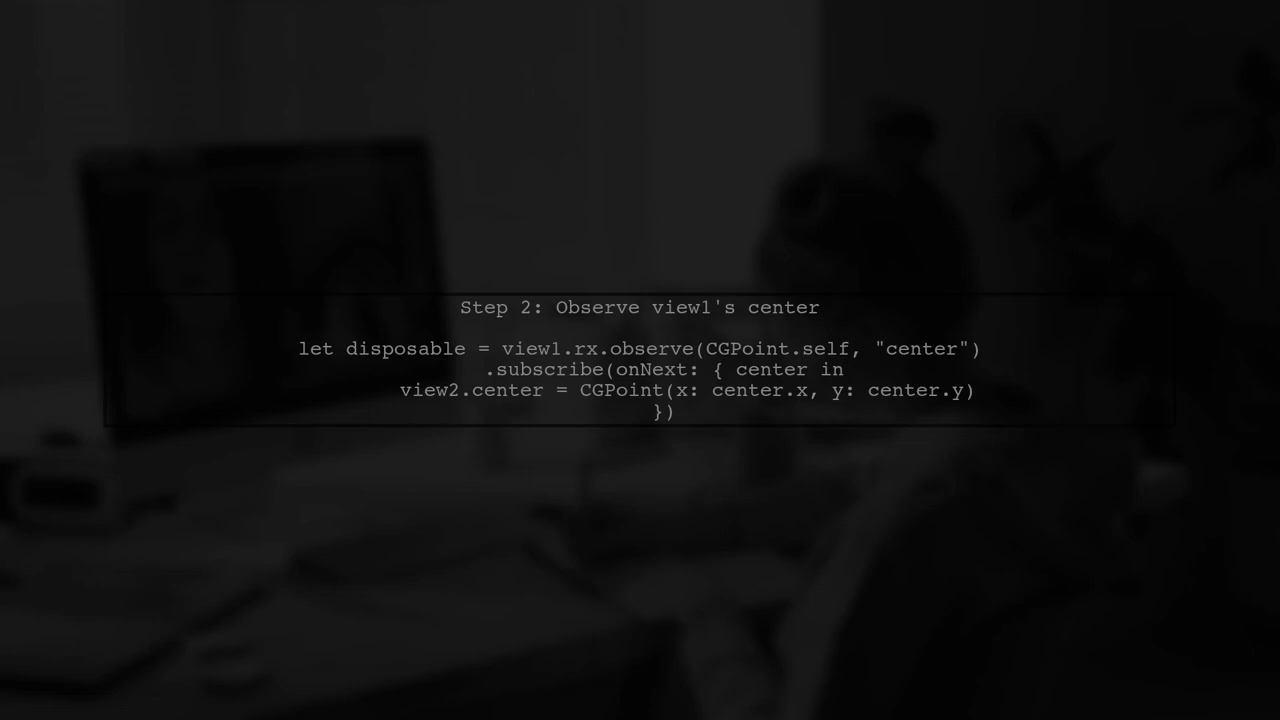 Step 2: Observe view1's center
let disposable = view1.rx.observe(CGPoint.self, "center")
.subscribe(onNext: { center in
view2.center = CGPoint(x: center.x, y: center.y)
})